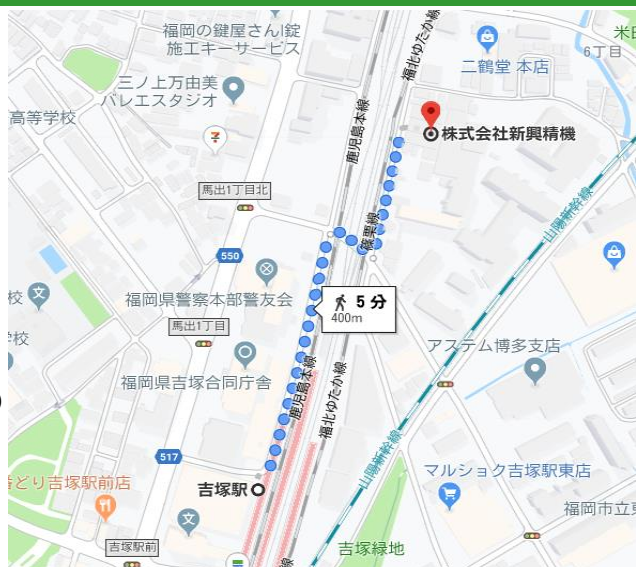 福岡の鍵屋さん|錠
施工キーサービス
三ノ上万由美
バレエスタジオ
高等学校
馬出1丁目北
鹿児島本線
福北ゆたか線
二鶴堂 本店
6丁目
株式会社新興精機
篠栗線
山陽新幹線
550
福岡県警察本部警友会
馬出1丁目
5 分
400m
校
学校
福岡県吉塚合同庁舎
アステム博多支店
鹿児島本線
福北ゆたか線
山陽新幹線
517
吉塚駅
どり吉塚駅前店
マルショク吉塚駅東店
福岡市立東
吉塚駅前
吉塚緑地